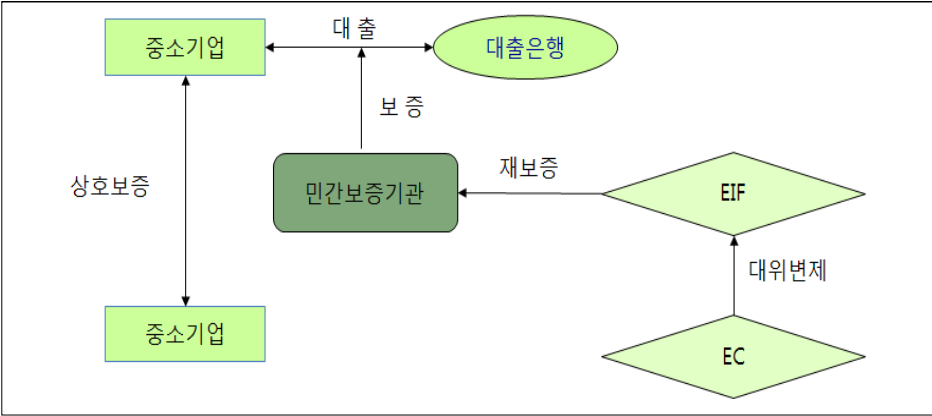 대 출
중소기업
대출은행
보 증
재보증
민간보증기관
EIF
상호보증
대위변제
중소기업
EC